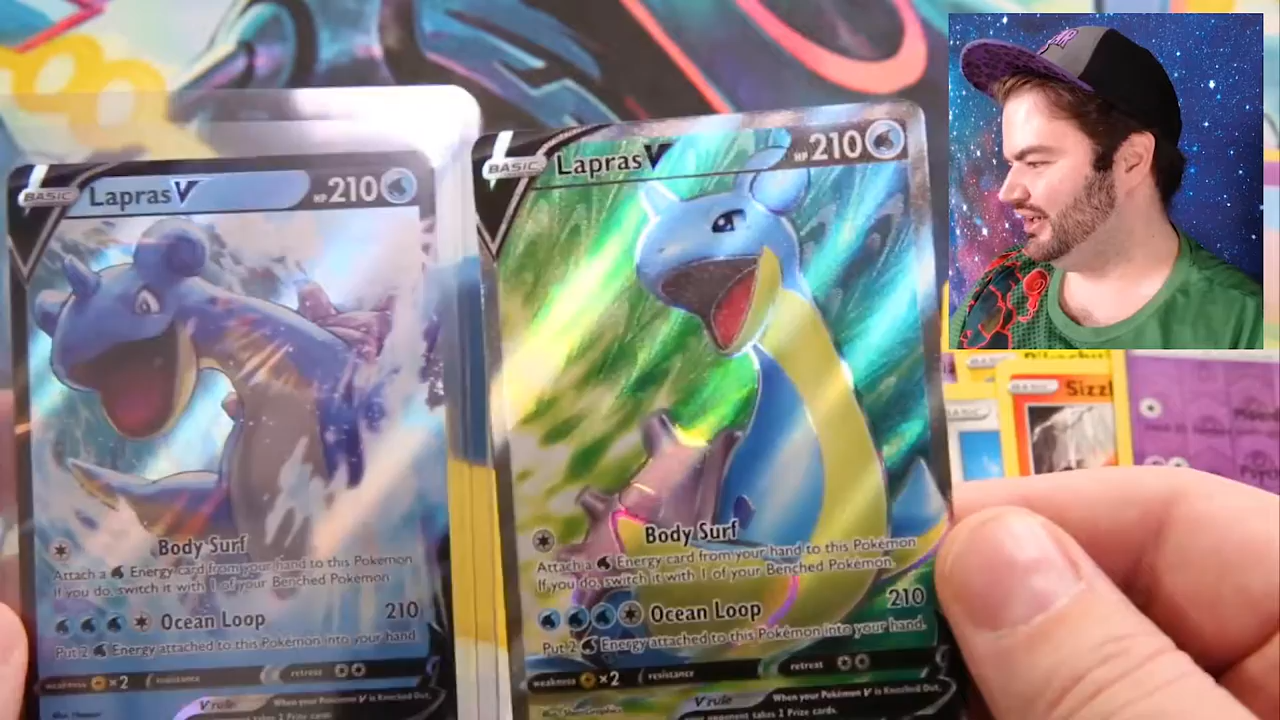 BASIC Lapras V HP 210
Body Surf
Attach a Energy card from your hand to this Pokémon.
If you do, switch it with 1 of your Benched Pokémon.
Ocean Loop 210
Put 2 Energy attached to this Pokémon into your hand.
weakness ×2 resistance retreat
V rule When your Pokémon V is Knocked Out,
takes 2 Prize cards.
BASIC Lapras V HP 210
Body Surf
Attach a Energy card from your hand to this Pokémon.
If you do, switch it with 1 of your Benched Pokémon.
Ocean Loop 210
Put 2 Energy attached to this Pokémon into your hand.
weakness ×2 resistance retreat
V rule When your Pokémon V is Knocked Out,
opponent takes 2 Prize cards.
BASIC
Sizzl